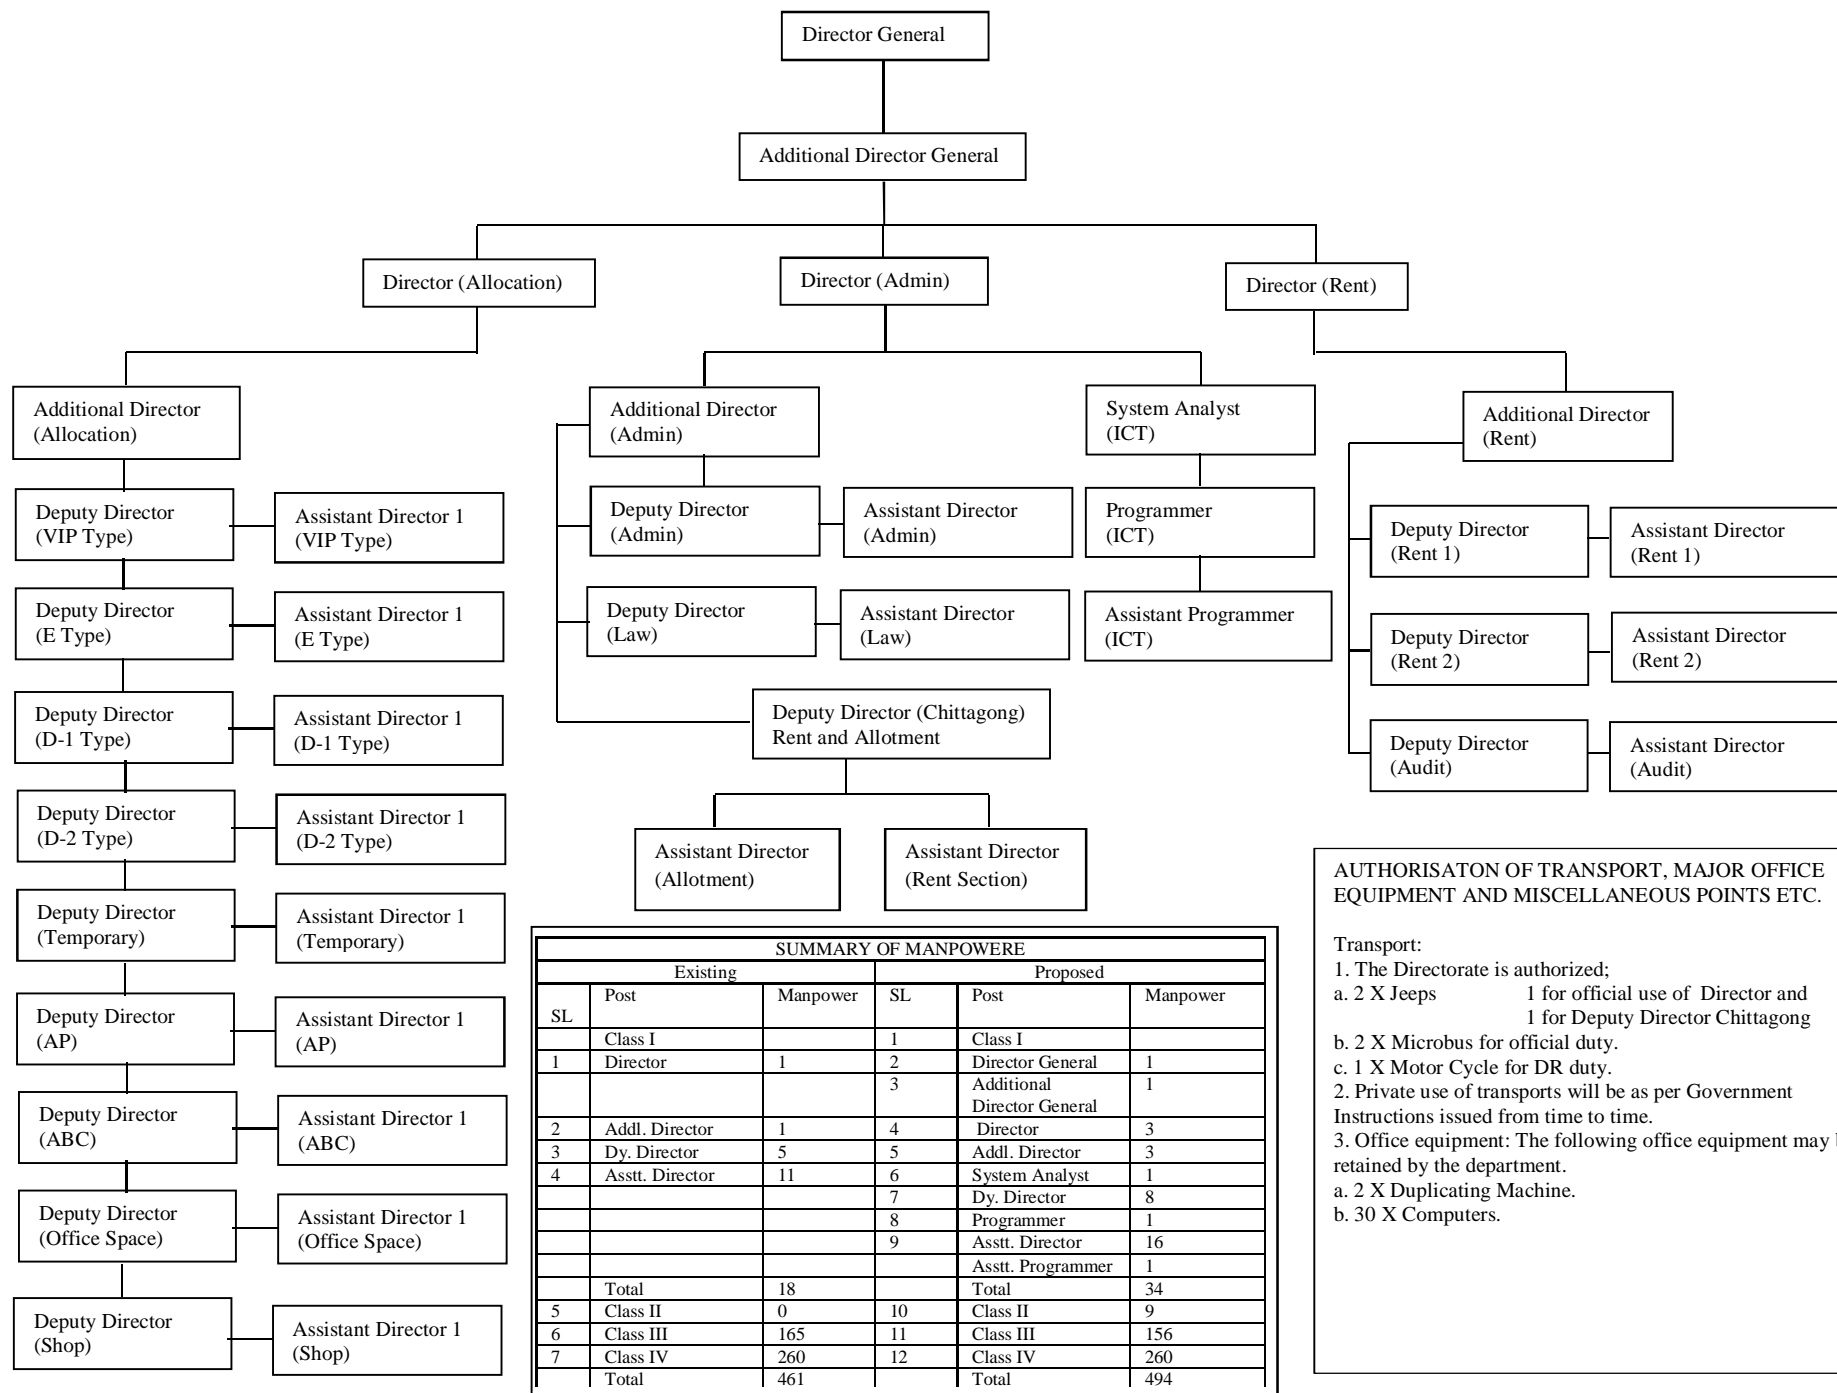 Director General
Additional Director General
Director (Allocation)
Director (Admin)
Director (Rent)
Additional Director
(Allocation)
Additional Director
(Admin)
System Analyst
(ICT)
Additional Director
(Rent)
Deputy Director
(VIP Type)
Assistant Director 1
(VIP Type)
Deputy Director
(E Type)
Assistant Director 1
(E Type)
Deputy Director
(D-1 Type)
Assistant Director 1
(D-1 Type)
Deputy Director
(D-2 Type)
Assistant Director 1
(D-2 Type)
Deputy Director
(Temporary)
Assistant Director 1
(Temporary)
Deputy Director
(AP)
Assistant Director 1
(AP)
Deputy Director
(ABC)
Assistant Director 1
(ABC)
Deputy Director
(Office Space)
Assistant Director 1
(Office Space)
Deputy Director
(Shop)
Assistant Director 1
(Shop)
Deputy Director
(Admin)
Assistant Director
(Admin)
Deputy Director
(Law)
Assistant Director
(Law)
Deputy Director (Chittagong)
Rent and Allotment
Assistant Director
(Allotment)
Assistant Director
(Rent Section)
Programmer
(ICT)
Assistant Programmer
(ICT)
Deputy Director
(Rent 1)
Assistant Director
(Rent 1)
Deputy Director
(Rent 2)
Assistant Director
(Rent 2)
Deputy Director
(Audit)
Assistant Director
(Audit)
SUMMARY OF MANPOWERE
Existing Proposed
SL Post Manpower SL Post Manpower
Class I 1 Class I
1 Director 1 2 Director General 1
3 Additional 1
Director General
2 Addl. Director 1 4 Director 3
3 Dy. Director 5 5 Addl. Director 3
4 Asstt. Director 11 6 System Analyst 1
7 Dy. Director 8
8 Programmer 1
9 Asstt. Director 16
Asstt. Programmer 1
Total 18 Total 34
5 Class II 0 10 Class II 9
6 Class III 165 11 Class III 156
7 Class IV 260 12 Class IV 260
Total 461 Total 494
AUTHORISATON OF TRANSPORT, MAJOR OFFICE
EQUIPMENT AND MISCELLANEOUS POINTS ETC.
Transport:
1. The Directorate is authorized;
a. 2 X Jeeps 1 for official use of Director and
1 for Deputy Director Chittagong
b. 2 X Microbus for official duty.
c. 1 X Motor Cycle for DR duty.
2. Private use of transports will be as per Government
Instructions issued from time to time.
3. Office equipment: The following office equipment may
retained by the department.
a. 2 X Duplicating Machine.
b. 30 X Computers.